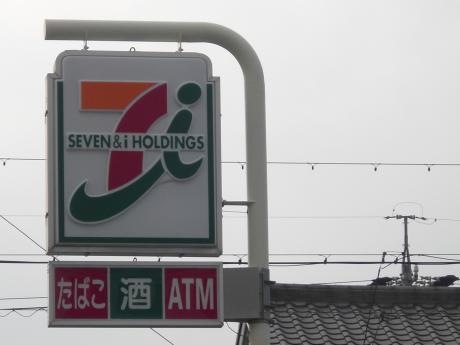 SEVEN & i HOLDINGS
たばこ 酒 ATM